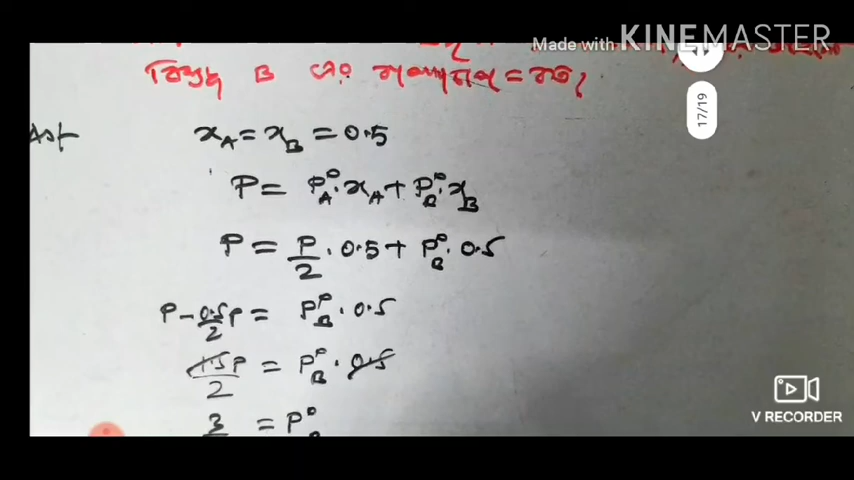 Made with KINEMASTER
বিশুদ্ধ B এর বাষ্পচাপ = কত?
17/19
Ans
x_A = x_B = 0.5
P = P°_A · x_A + P°_B · x_B
P = P/2 · 0.5 + P°_B · 0.5
P - 0.5/2 P = P°_B · 0.5
1.5P/2 = P°_B · 0.5
V RECORDER